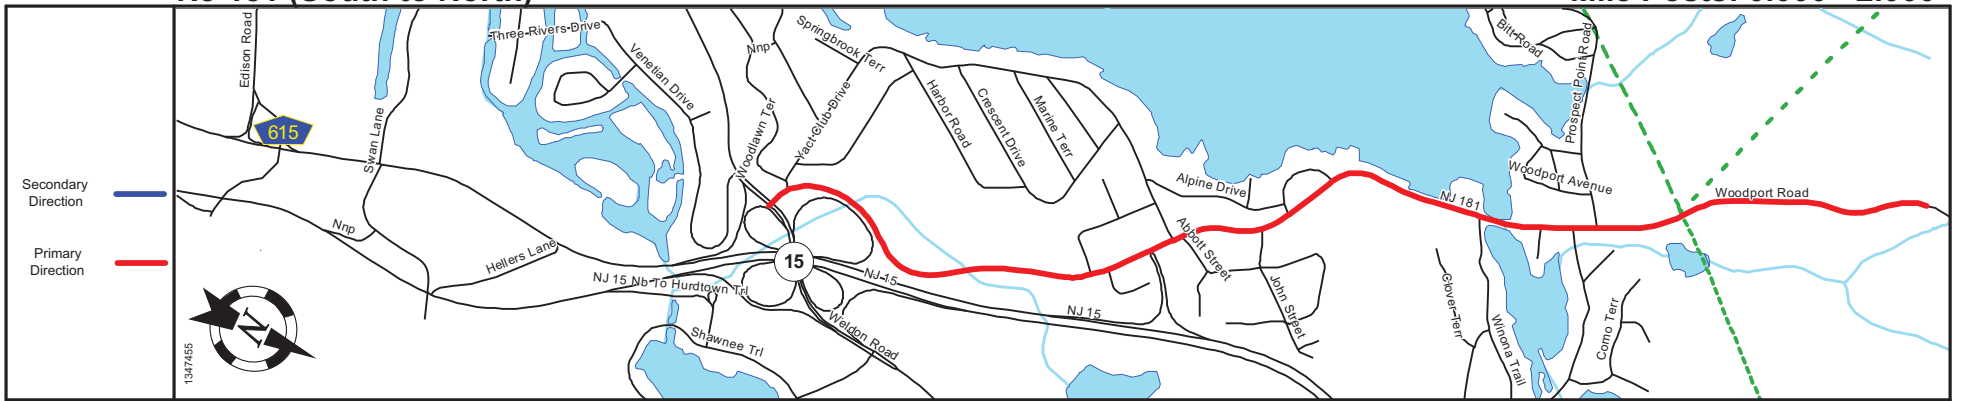 Secondary
Direction
Primary
Direction
Edison Road
615
Swan Lane
Nnp
Hellers Lane
Three Rivers Drive
Venetian Drive
Nnp
Woodlawn Ter
Springbrook Terr
Yact Club Drive
Harbor Road
Crescent Drive
Marine Terr
15
NJ 15
NJ 15
NJ 15 Nb To Hurdtown Trl
Shawnee Trl
Weldon Road
Alpine Drive
Abbott Street
John Street
NJ 181
Bitt Road
Prospect Point Road
Woodport Avenue
Woodport Road
Glover Terr
Winona Trail
Como Terr
N
1347455